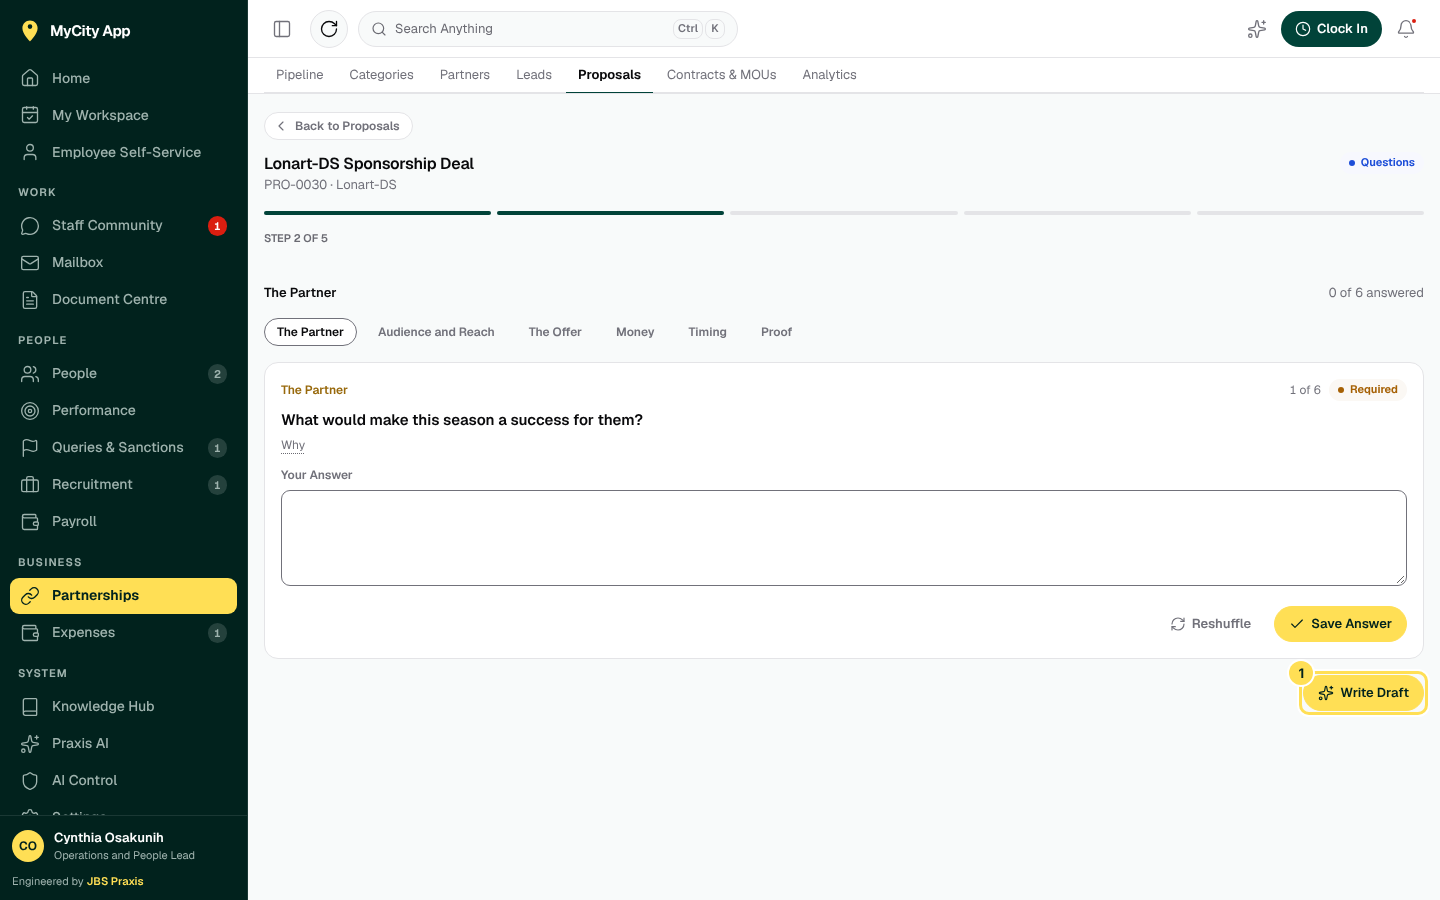 MyCity App
Home
My Workspace
Employee Self-Service
WORK
Staff Community 1
Mailbox
Document Centre
PEOPLE
People 2
Performance
Queries & Sanctions 1
Recruitment 1
Payroll
BUSINESS
Partnerships
Expenses 1
SYSTEM
Knowledge Hub
Praxis AI
AI Control
CO
Cynthia Osakunih
Operations and People Lead
Engineered by JBS Praxis
Search Anything Ctrl K
Clock In
Pipeline Categories Partners Leads Proposals Contracts & MOUs Analytics
Back to Proposals
Lonart-DS Sponsorship Deal
Questions
PRO-0030 · Lonart-DS
STEP 2 OF 5
The Partner
0 of 6 answered
The Partner Audience and Reach The Offer Money Timing Proof
The Partner
1 of 6 Required
What would make this season a success for them?
Why
Your Answer
Reshuffle Save Answer
1
Write Draft